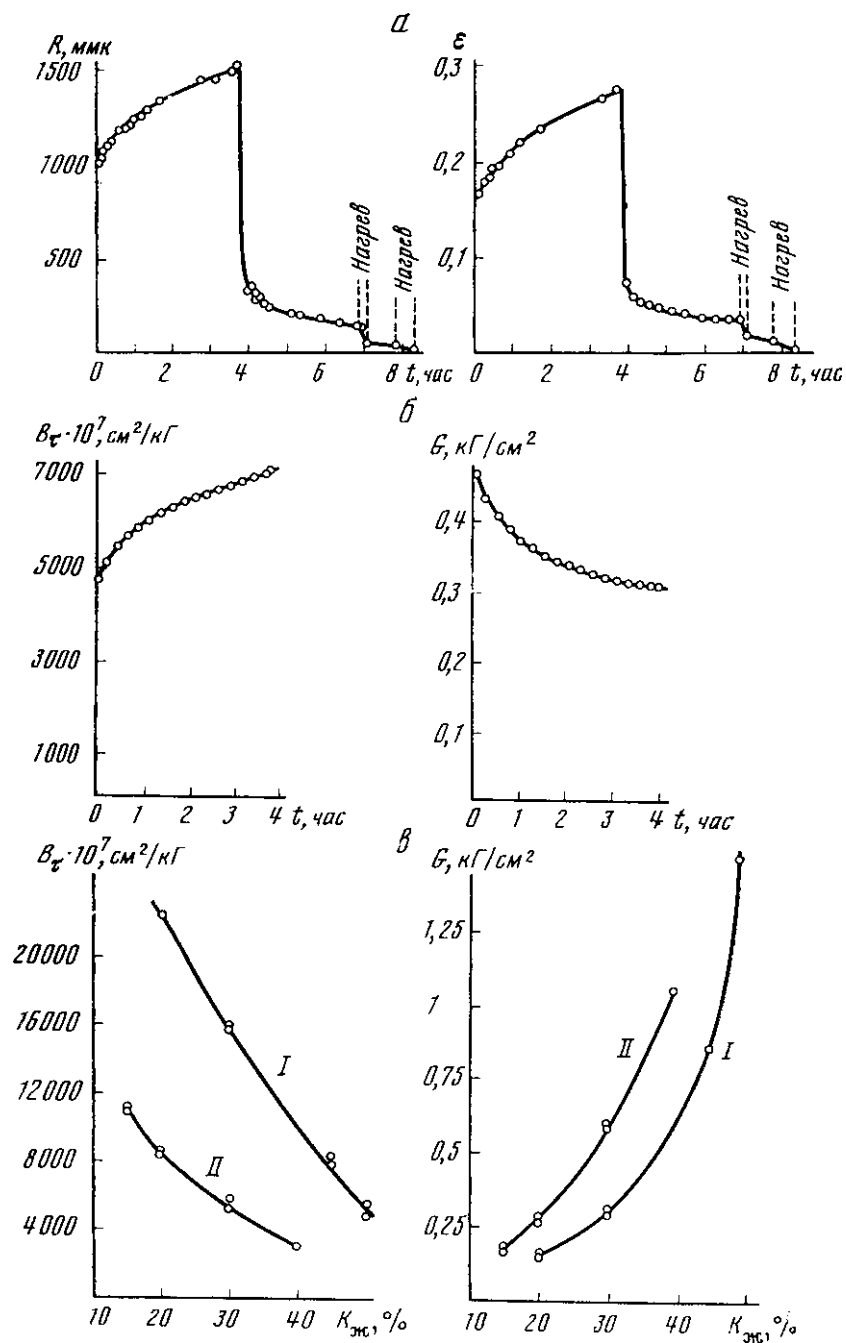 а
R, ммк
ε
1500
1000
500
0,3
0,2
0,1
Нагрев
Нагрев
Нагрев
Нагрев
0 2 4 6 8 t, час
0 2 4 6 8 t, час
б
Bτ·10⁷, см²/кГ
G, кГ/см²
7000
5000
3000
1000
0,4
0,3
0,2
0,1
0 1 2 3 4 t, час
0 1 2 3 4 t, час
в
Bτ·10⁷, см²/кГ
G, кГ/см²
20000
16000
12000
8000
4000
I
II
1,25
1
0,75
0,5
0,25
II
I
10 20 30 40 Kж, %
10 20 30 40 Kж, %